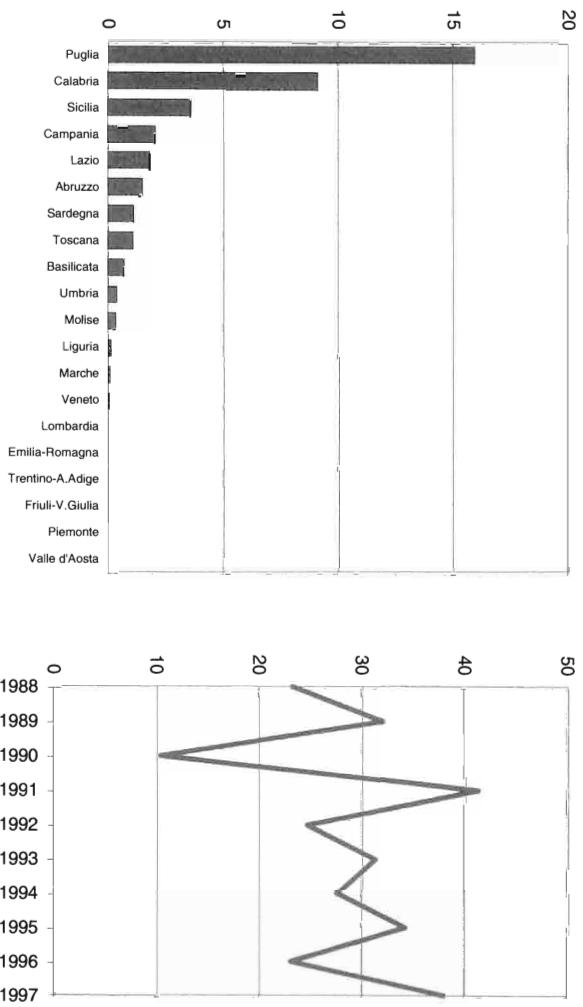 0 5 10 15 20
Puglia
Calabria
Sicilia
Campania
Lazio
Abruzzo
Sardegna
Toscana
Basilicata
Umbria
Molise
Liguria
Marche
Veneto
Lombardia
Emilia-Romagna
Trentino-A.Adige
Friuli-V.Giulia
Piemonte
Valle d'Aosta
0 10 20 30 40 50
1988
1989
1990
1991
1992
1993
1994
1995
1996
1997